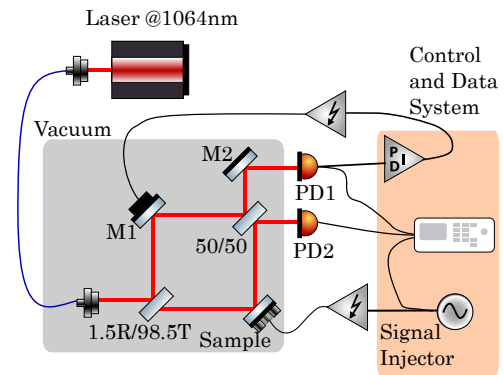 Laser @1064nm
Control
and Data
System
Vacuum
M2
P
I
D
M1
PD1
50/50
PD2
1.5R/98.5T
Sample
Signal
Injector